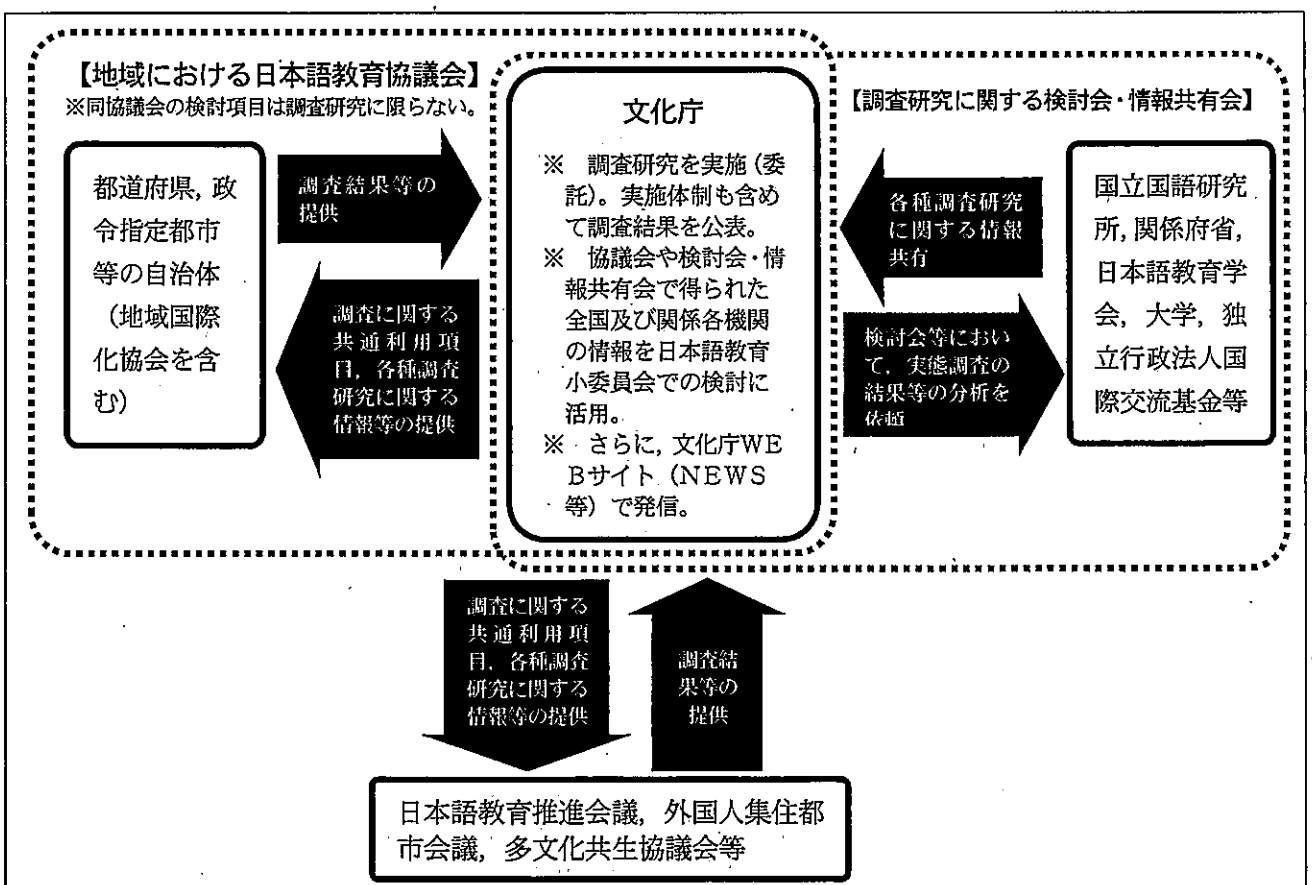 【地域における日本語教育協議会】
※同協議会の検討項目は調査研究に限らない。
都道府県，政
令指定都市
等の自治体
（地域国際
化協会を含
む）
調査結果等の
提供
調査に関する
共通利用項
目，各種調査
研究に関する
情報等の提供
文化庁
※　調査研究を実施（委
託）。実施体制も含め
て調査結果を公表。
※　協議会や検討会・情
報共有会で得られた
全国及び関係各機関
の情報を日本語教育
小委員会での検討に
活用。
※　さらに，文化庁ＷＥ
Ｂサイト（ＮＥＷＳ
等）で発信。
【調査研究に関する検討会・情報共有会】
各種調査研究
に関する情報
共有
検討会等におい
て，実態調査の
結果等の分析を
依頼
国立国語研究
所，関係府省，
日本語教育学
会，大学，独
立行政法人国
際交流基金等
調査に関する
共通利用項
目，各種調査
研究に関する
情報等の提供
調査結
果等の
提供
日本語教育推進会議，外国人集住都
市会議，多文化共生協議会等